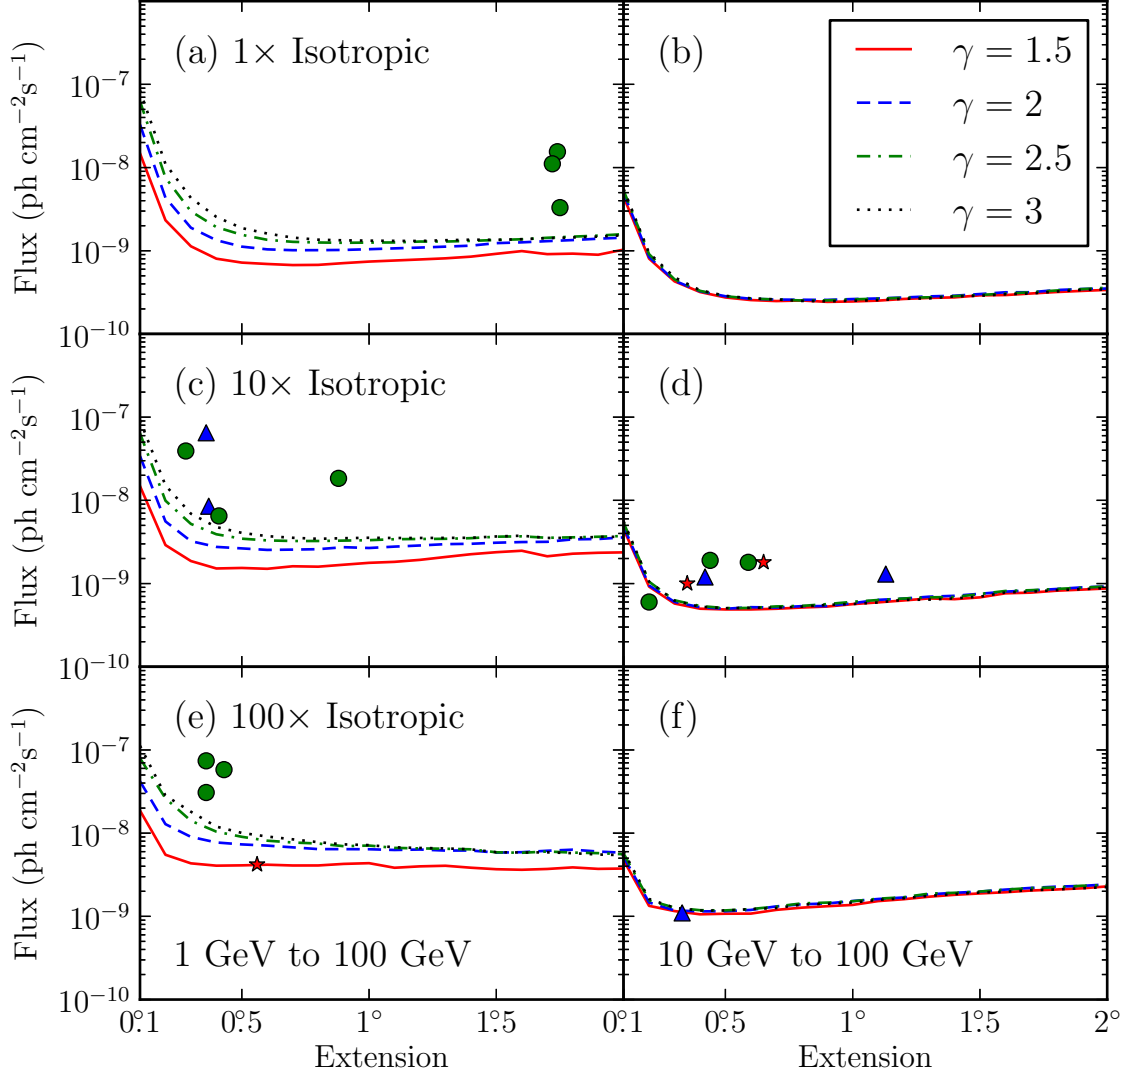 (a) 1× Isotropic
(b)
γ = 1.5
γ = 2
γ = 2.5
γ = 3
Flux (ph cm⁻²s⁻¹)
10⁻⁷
10⁻⁸
10⁻⁹
10⁻¹⁰
(c) 10× Isotropic
(d)
Flux (ph cm⁻²s⁻¹)
10⁻⁷
10⁻⁸
10⁻⁹
10⁻¹⁰
(e) 100× Isotropic
(f)
Flux (ph cm⁻²s⁻¹)
10⁻⁷
10⁻⁸
10⁻⁹
10⁻¹⁰
1 GeV to 100 GeV
10 GeV to 100 GeV
0.°1 0.°5 1° 1.°5 0.°1 0.°5 1° 1.°5 2°
Extension Extension